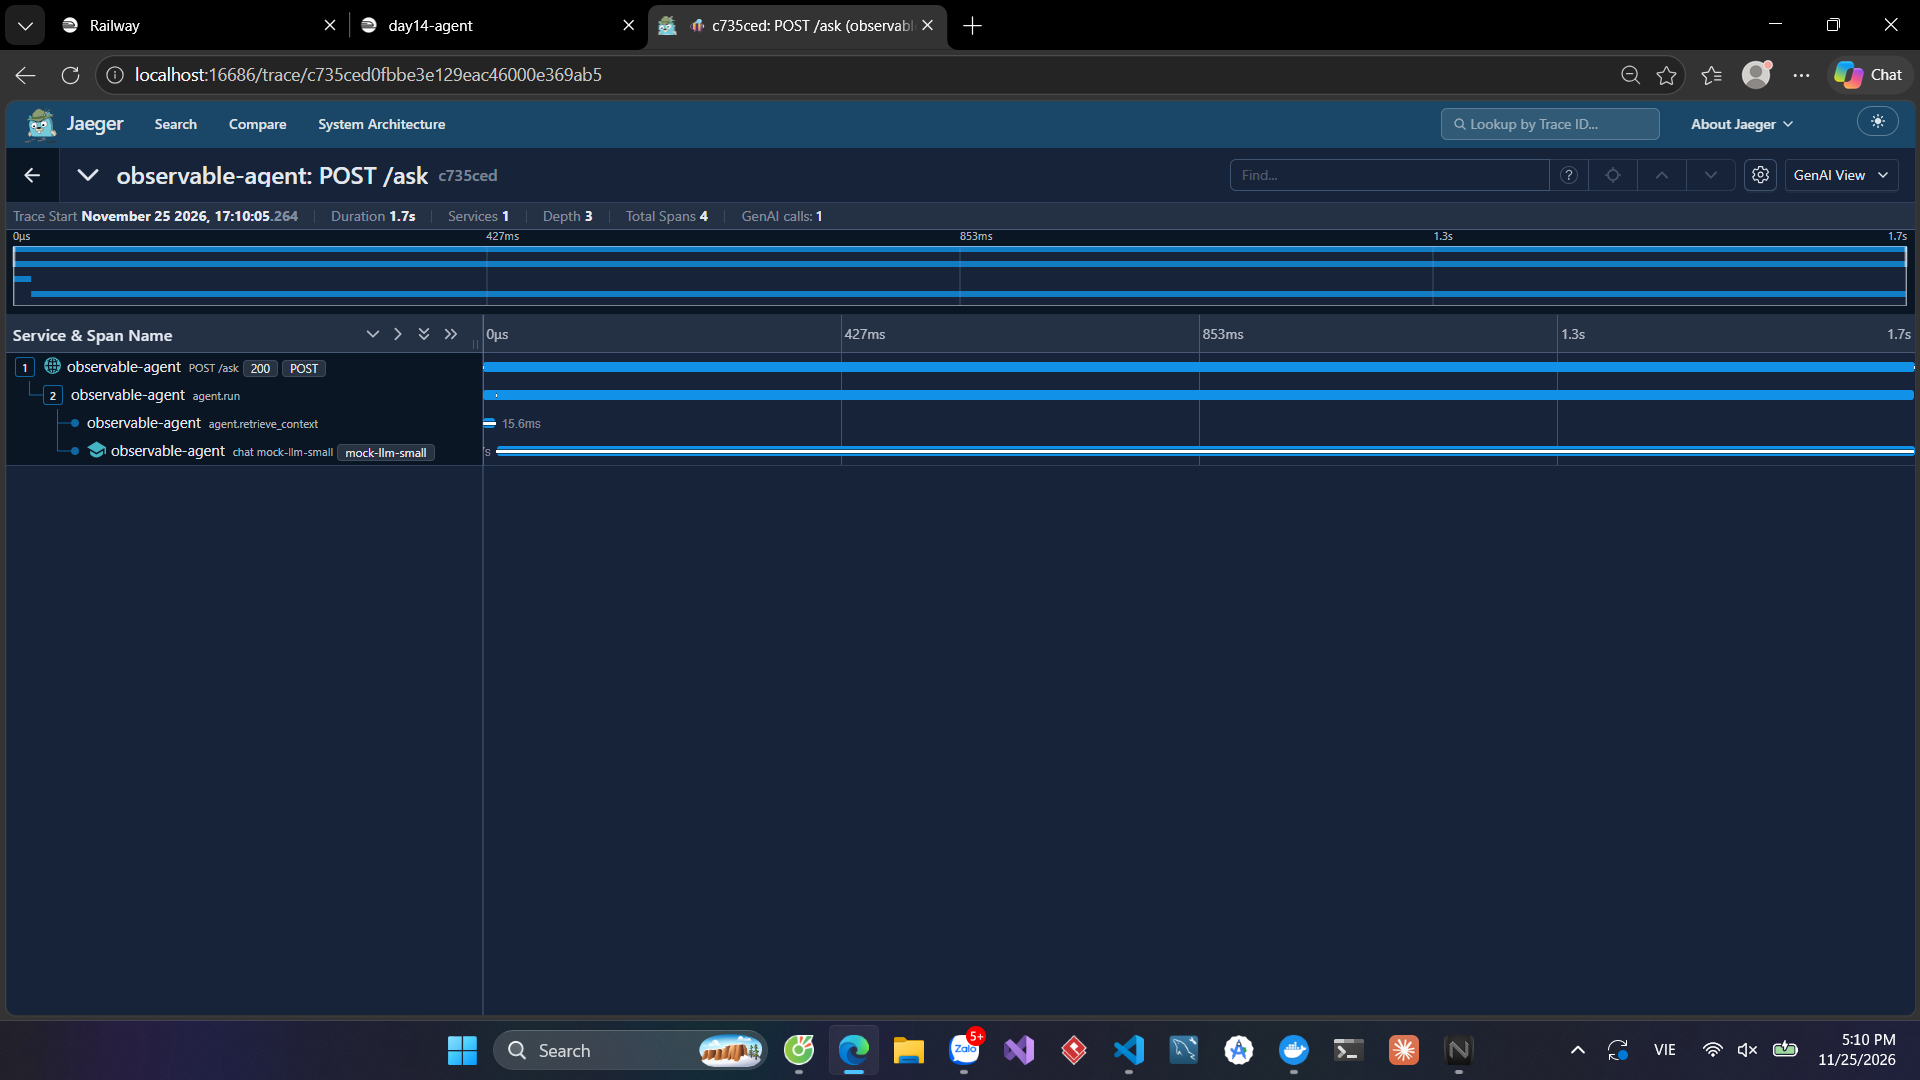 Railway
day14-agent
c735ced: POST /ask (observabl
localhost:16686/trace/c735ced0fbbe3e129eac46000e369ab5
Chat
Jaeger
Search
Compare
System Architecture
Lookup by Trace ID...
About Jaeger
observable-agent: POST /ask c735ced
Find...
GenAI View
Trace Start November 25 2026, 17:10:05.264
Duration 1.7s
Services 1
Depth 3
Total Spans 4
GenAI calls: 1
0μs
427ms
853ms
1.3s
1.7s
Service & Span Name
0μs
427ms
853ms
1.3s
1.7s
1 observable-agent POST /ask 200 POST
2 observable-agent agent.run
observable-agent agent.retrieve_context
15.6ms
observable-agent chat mock-llm-small mock-llm-small
s
Search
Zalo
5+
VIE
5:10 PM
11/25/2026